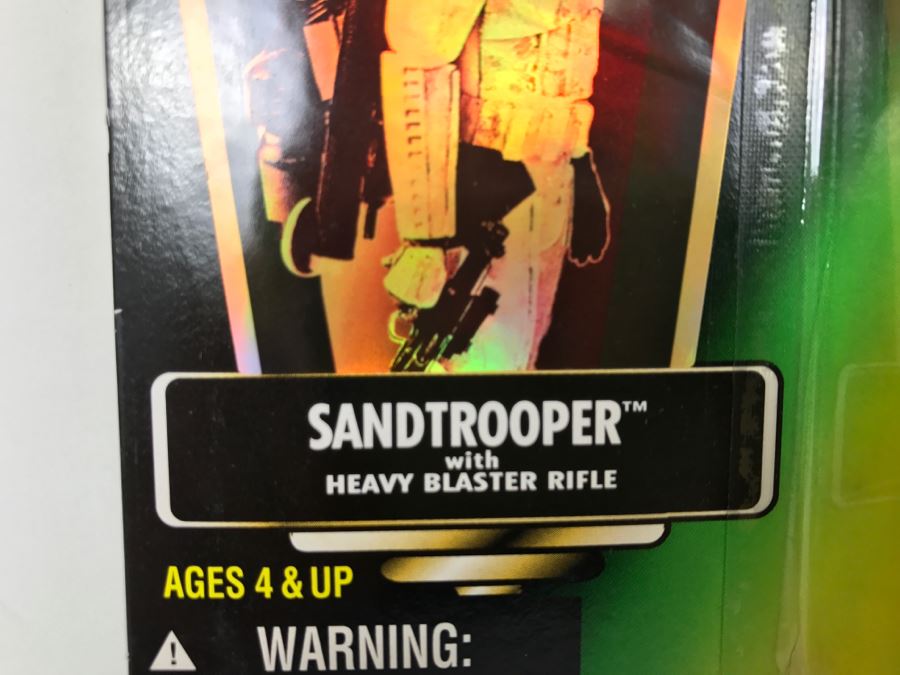 SANDTROOPER™
with
HEAVY BLASTER RIFLE
AGES 4 & UP
WARNING: